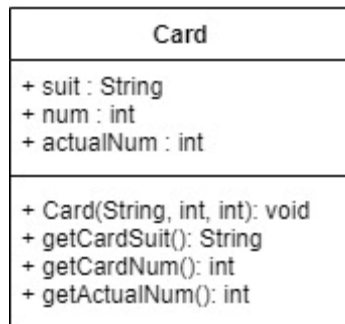 Card
+ suit : String
+ num : int
+ actualNum : int
+ Card(String, int, int): void
+ getCardSuit(): String
+ getCardNum(): int
+ getActualNum(): int